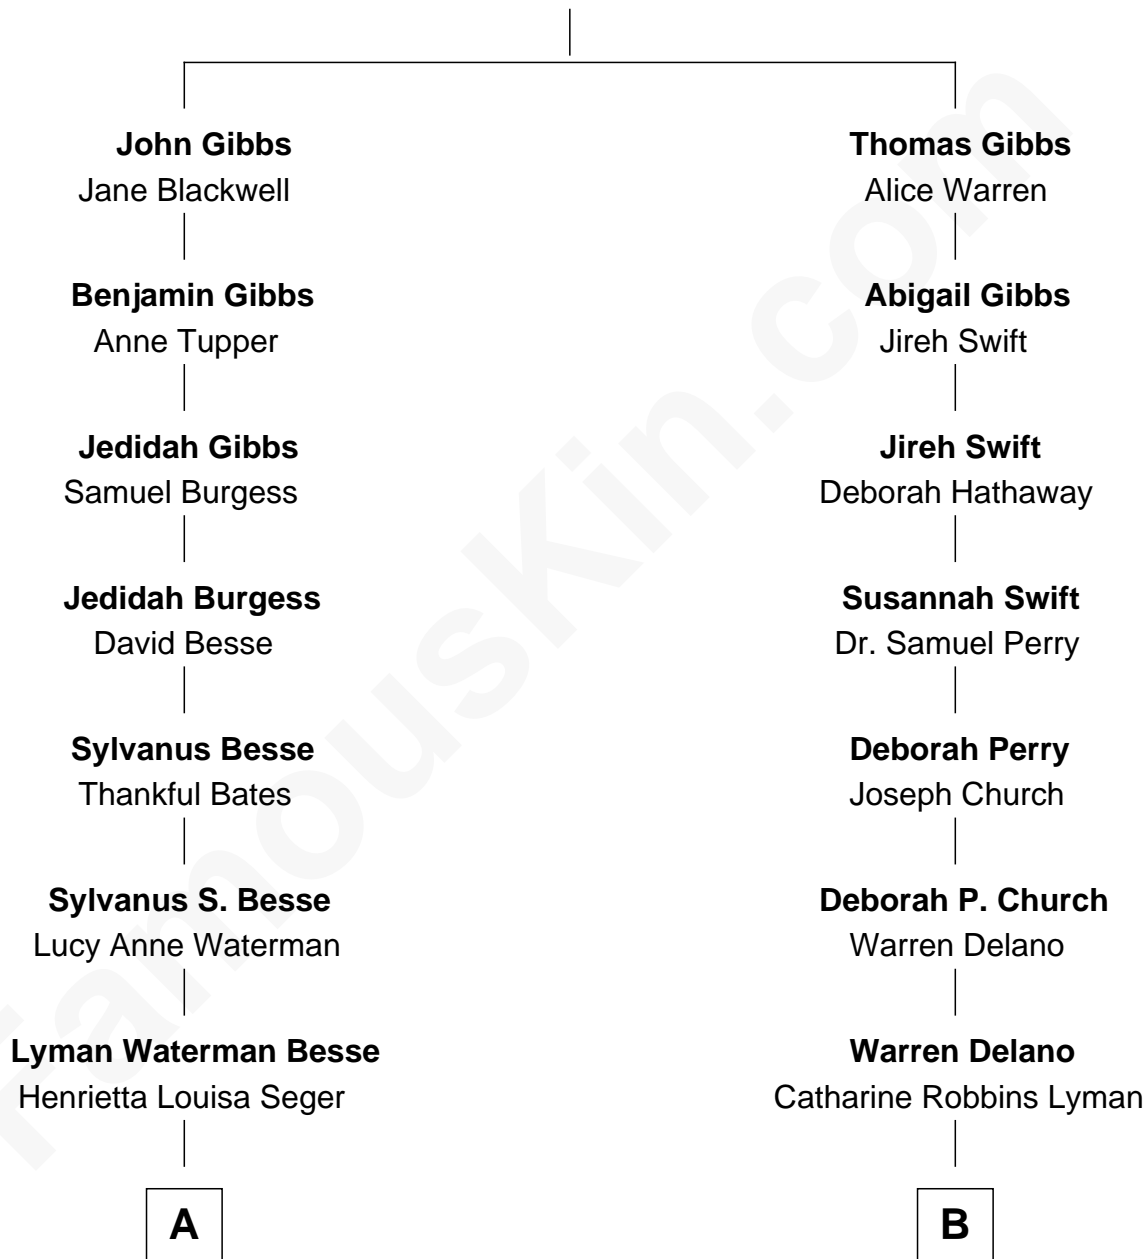 John Gibbs
Jane Blackwell
Benjamin Gibbs
Anne Tupper
Jedidah Gibbs
Samuel Burgess
Jedidah Burgess
David Besse
Sylvanus Besse
Thankful Bates
Sylvanus S. Besse
Lucy Anne Waterman
Lyman Waterman Besse
Henrietta Louisa Seger
A
Thomas Gibbs
Alice Warren
Abigail Gibbs
Jireh Swift
Jireh Swift
Deborah Hathaway
Susannah Swift
Dr. Samuel Perry
Deborah Perry
Joseph Church
Deborah P. Church
Warren Delano
Warren Delano
Catharine Robbins Lyman
B
FamousKin.com